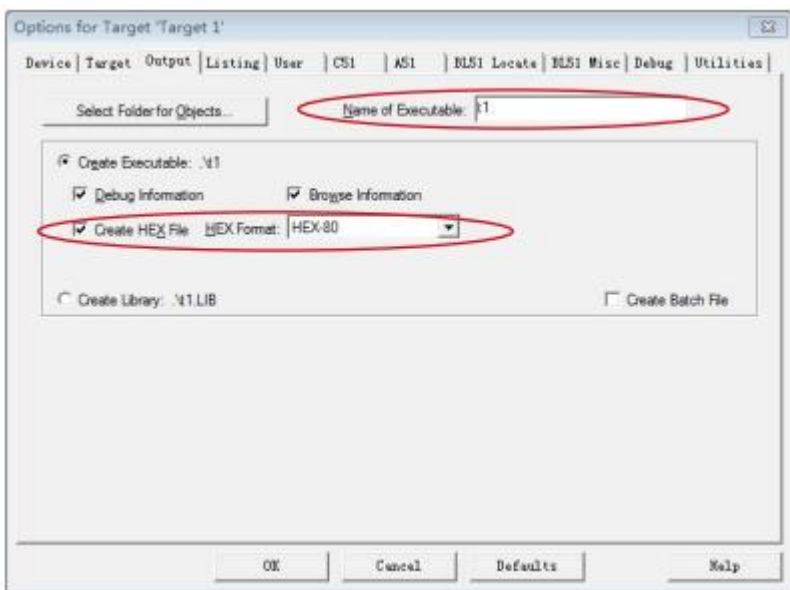 Options for Target 'Target 1'
Device Target Output Listing User C51 A51 BL51 Locate BL51 Misc Debug Utilities
Select Folder for Objects... Name of Executable: t1
Create Executable: .\t1
Debug Information Browse Information
Create HEX File HEX Format: HEX-80
Create Library: .\t1.LIB Create Batch File
OK Cancel Defaults Help